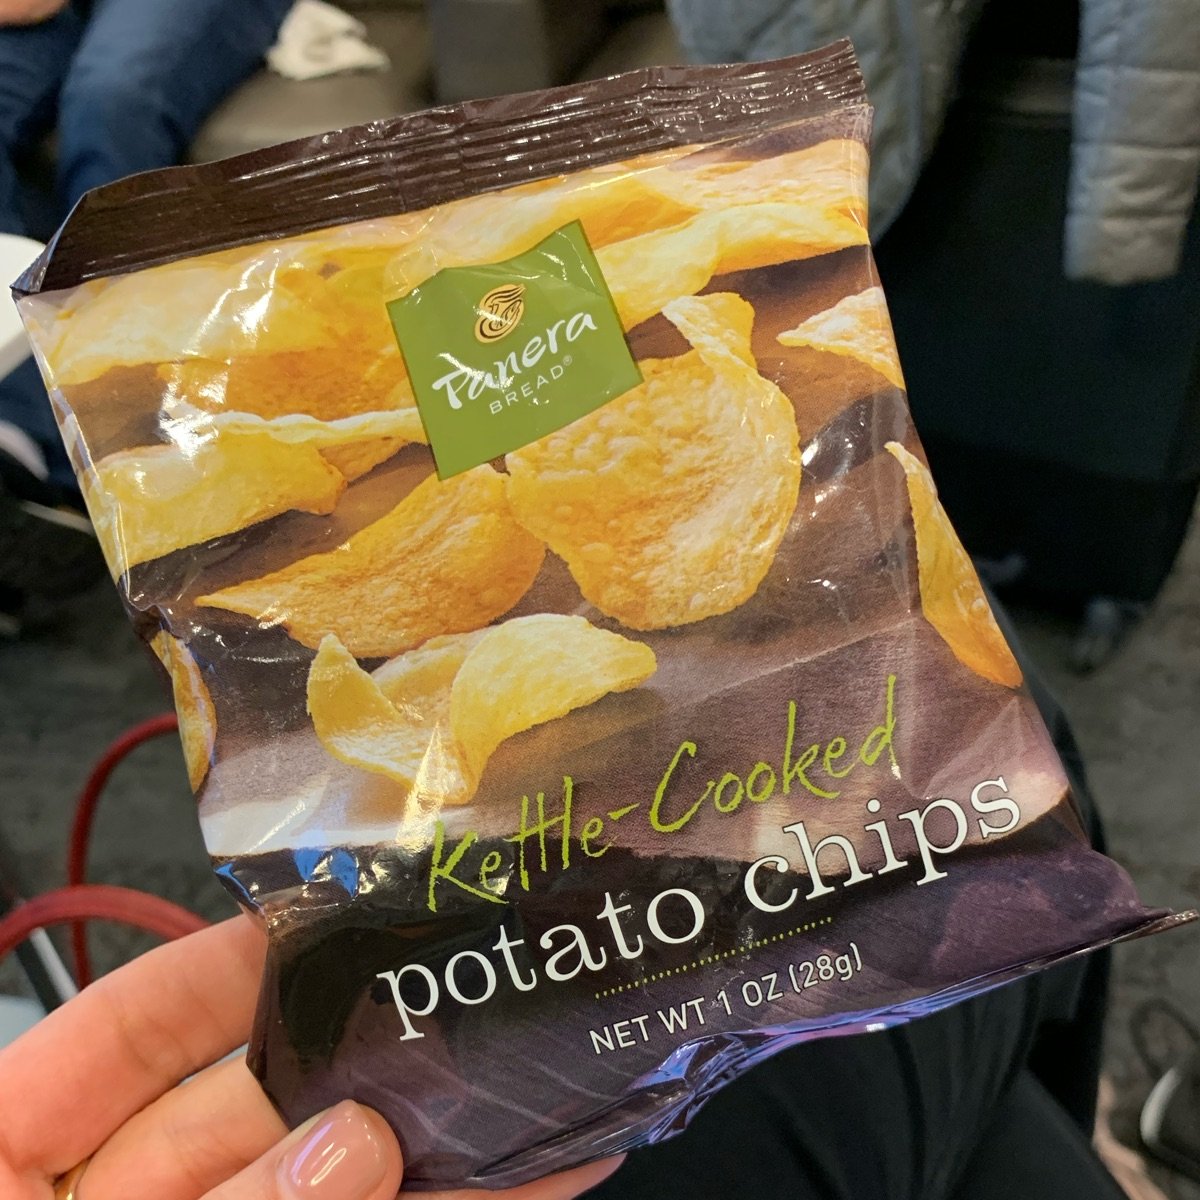 Panera
BREAD®
Kettle-Cooked
potato chips
NET WT 1 OZ (28g)